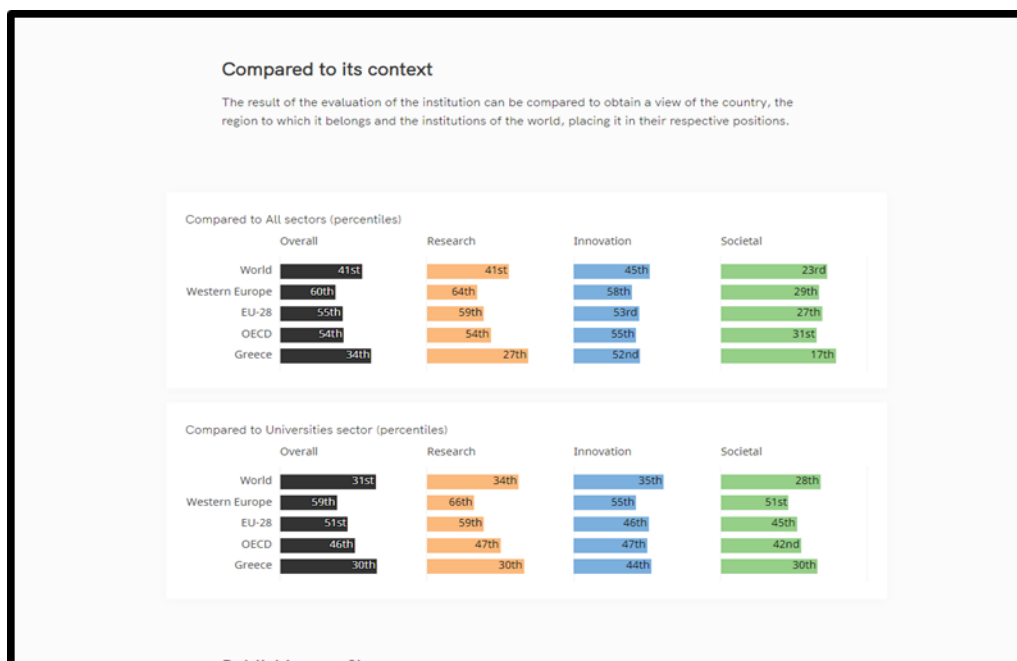 Compared to its context
The result of the evaluation of the institution can be compared to obtain a view of the country, the
region to which it belongs and the institutions of the world, placing it in their respective positions.
Compared to All sectors (percentiles)
Overall Research Innovation Societal
World 41st 41st 45th 23rd
Western Europe 60th 64th 58th 29th
EU-28 55th 59th 53rd 27th
OECD 54th 54th 55th 31st
Greece 34th 27th 52nd 17th
Compared to Universities sector (percentiles)
Overall Research Innovation Societal
World 31st 34th 35th 28th
Western Europe 59th 66th 55th 51st
EU-28 51st 59th 46th 45th
OECD 46th 47th 47th 42nd
Greece 30th 30th 44th 30th